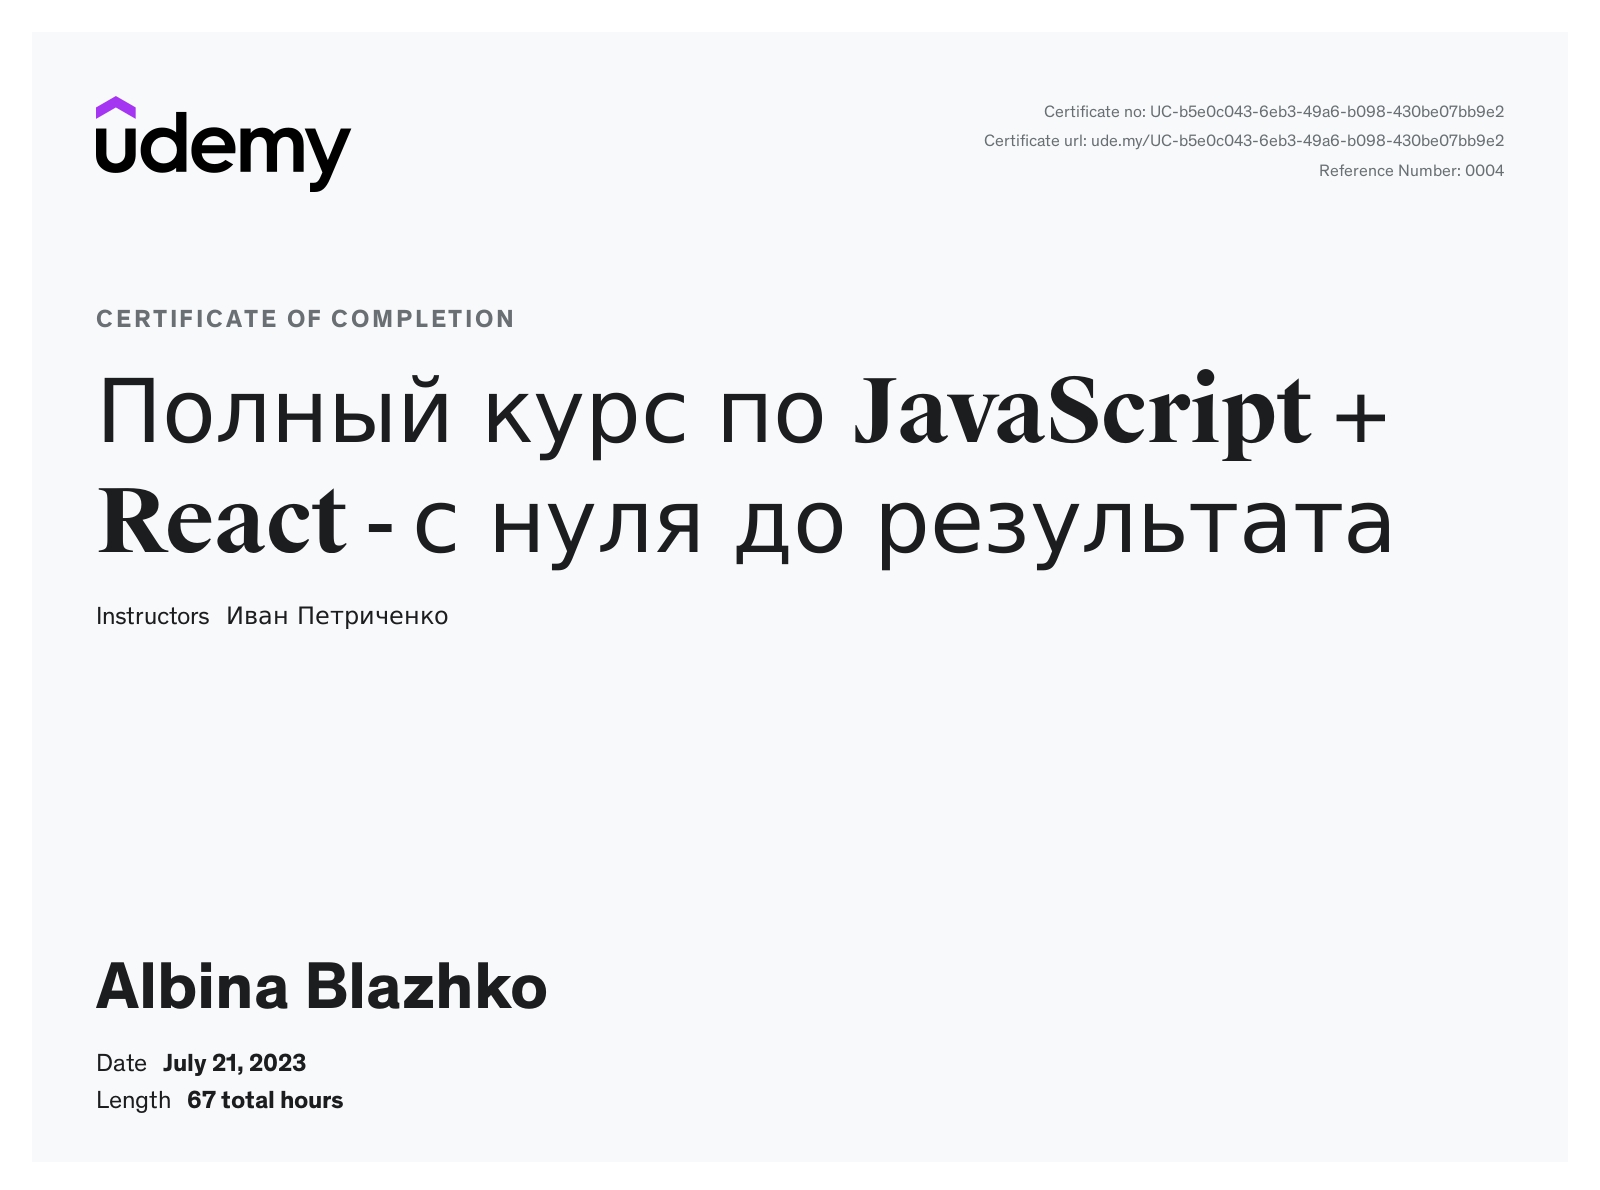 udemy
Certificate no: UC-b5e0c043-6eb3-49a6-b098-430be07bb9e2
Certificate url: ude.my/UC-b5e0c043-6eb3-49a6-b098-430be07bb9e2
Reference Number: 0004
CERTIFICATE OF COMPLETION
Полный курс по JavaScript +
React - с нуля до результата
Instructors Иван Петриченко
Albina Blazhko
Date July 21, 2023
Length 67 total hours